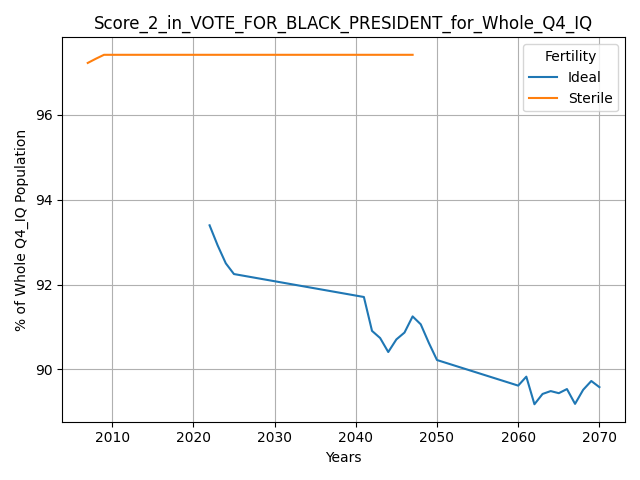 Score_2_in_VOTE_FOR_BLACK_PRESIDENT_for_Whole_Q4_IQ
Fertility
Ideal
Sterile
% of Whole Q4_IQ Population
96
94
92
90
2010 2020 2030 2040 2050 2060 2070
Years